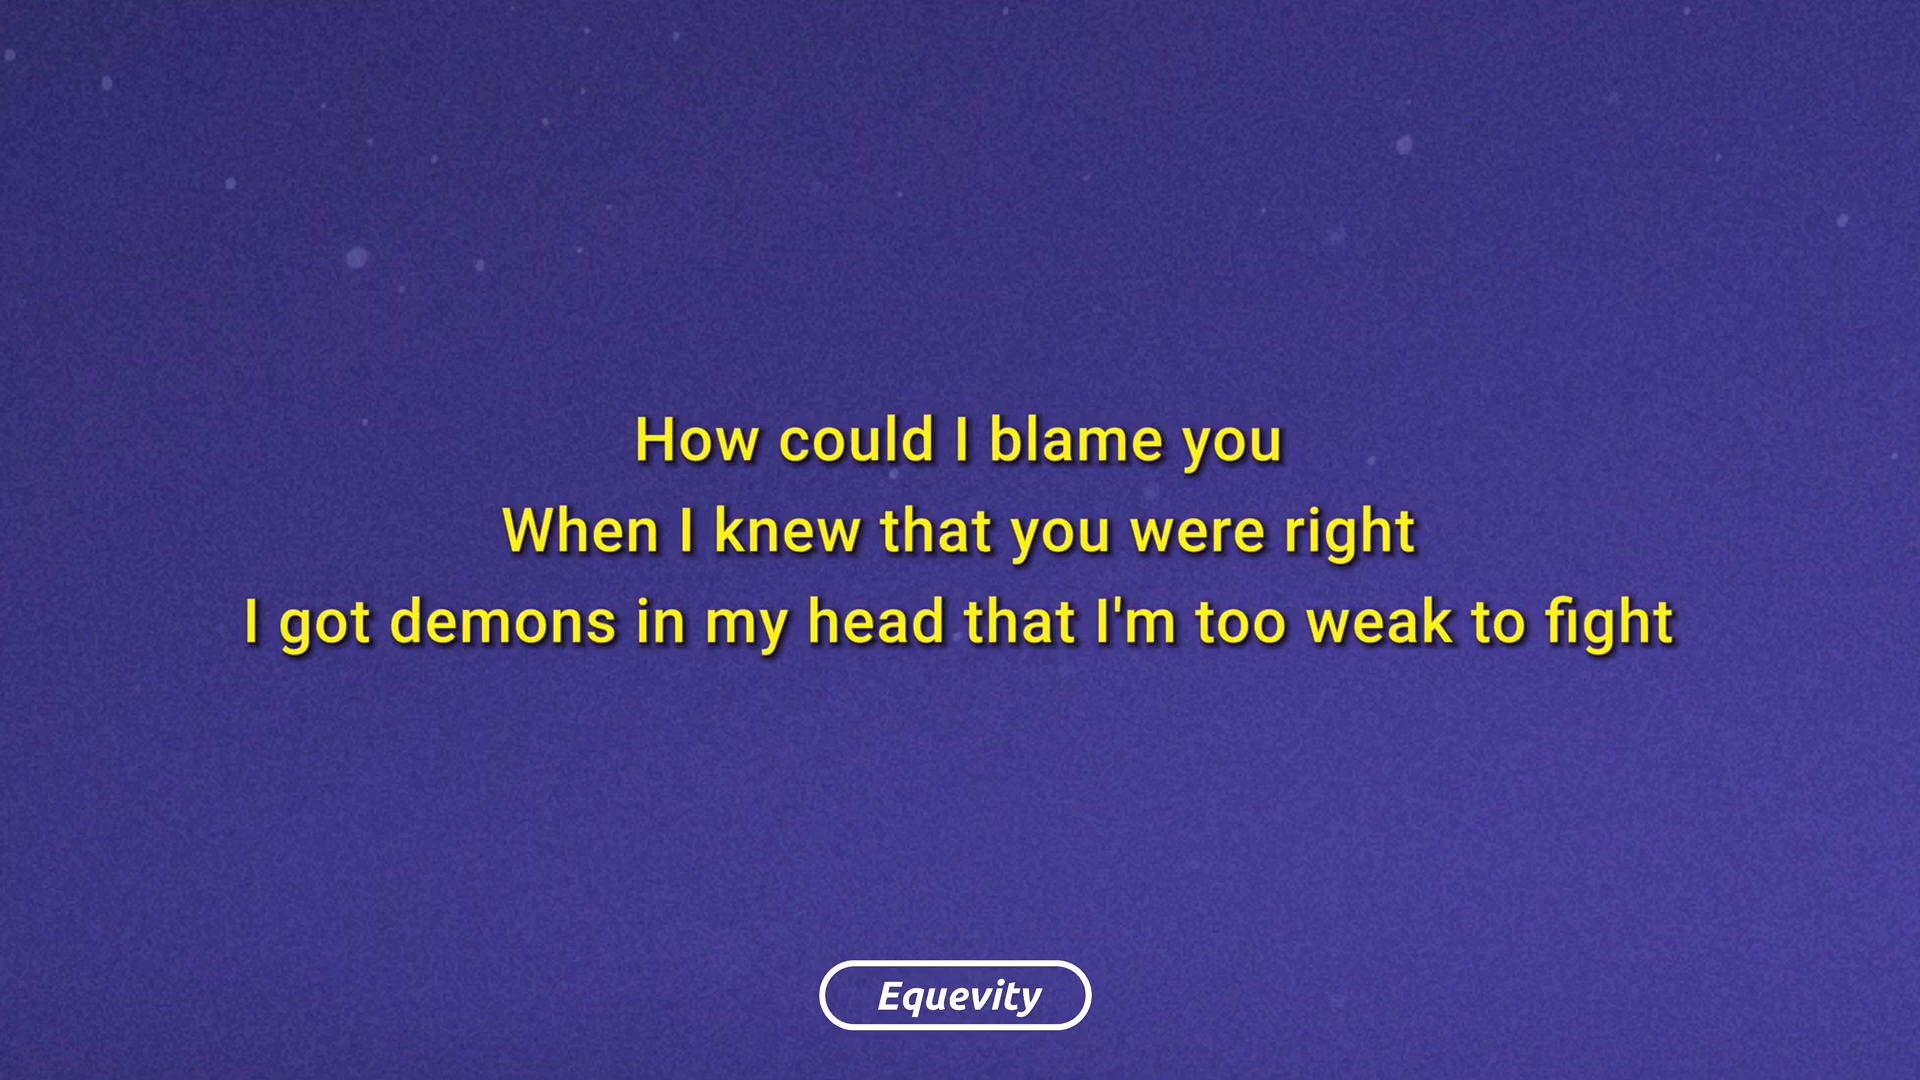 How could I blame you
When I knew that you were right
I got demons in my head that I'm too weak to fight
Equevity